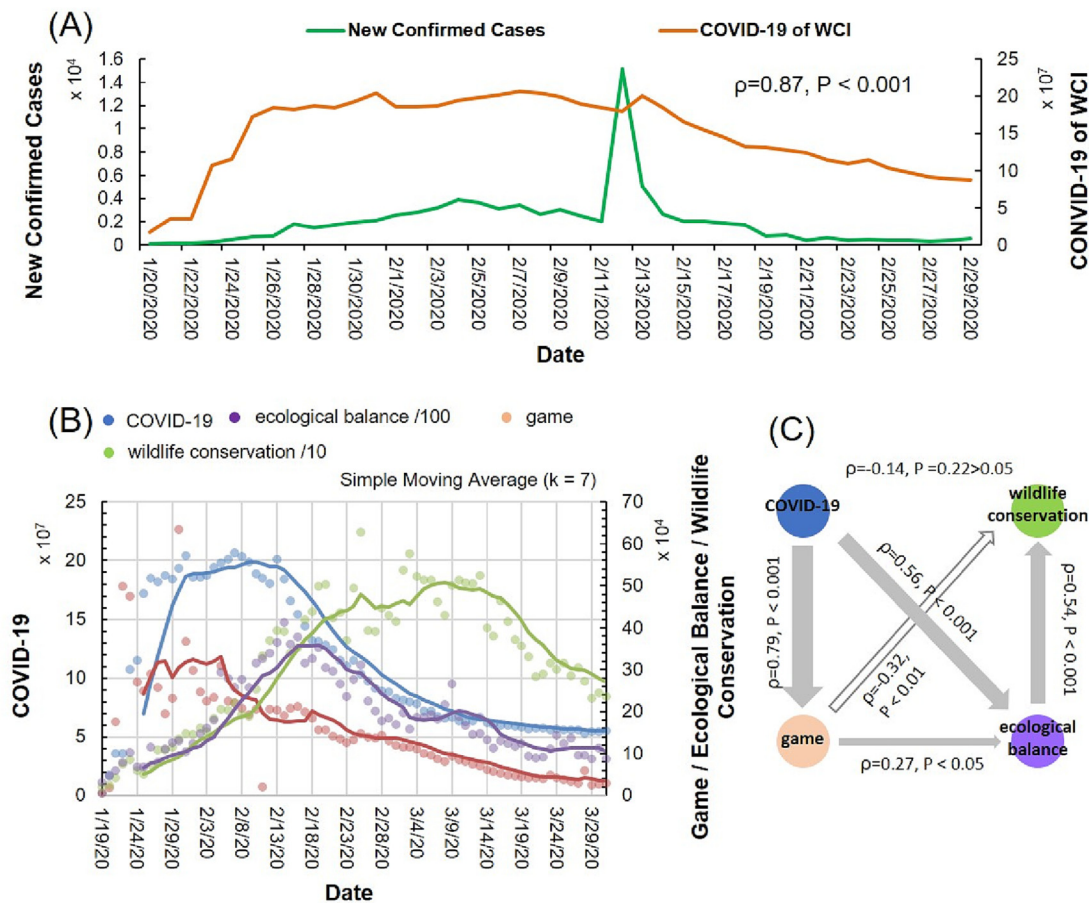 (A)
New Confirmed Cases
COVID-19 of WCI
x 10⁴
1.6
1.4
1.2
1
0.8
0.6
0.4
0.2
0
New Confirmed Cases
ρ=0.87, P < 0.001
25
20
15
10
5
0
x 10⁷
CONVID-19 of WCI
1/20/2020
1/22/2020
1/24/2020
1/26/2020
1/28/2020
1/30/2020
2/1/2020
2/3/2020
2/5/2020
2/7/2020
2/9/2020
2/11/2020
2/13/2020
2/15/2020
2/17/2020
2/19/2020
2/21/2020
2/23/2020
2/25/2020
2/27/2020
2/29/2020
Date
(B)
COVID-19
ecological balance /100
game
wildlife conservation /10
Simple Moving Average (k = 7)
25
20
15
10
5
0
x 10⁷
COVID-19
70
60
50
40
30
20
10
0
x 10⁴
Game / Ecological Balance / Wildlife
Conservation
1/19/20
1/24/20
1/29/20
2/3/20
2/8/20
2/13/20
2/18/20
2/23/20
2/28/20
3/4/20
3/9/20
3/14/20
3/19/20
3/24/20
3/29/20
Date
(C)
ρ=-0.14, P =0.22>0.05
COVID-19
wildlife
conservation
ρ=0.79, P < 0.001
ρ=0.56, P < 0.001
ρ=-0.32,
P < 0.01
ρ=0.54, P < 0.001
game
ecological
balance
ρ=0.27, P < 0.05